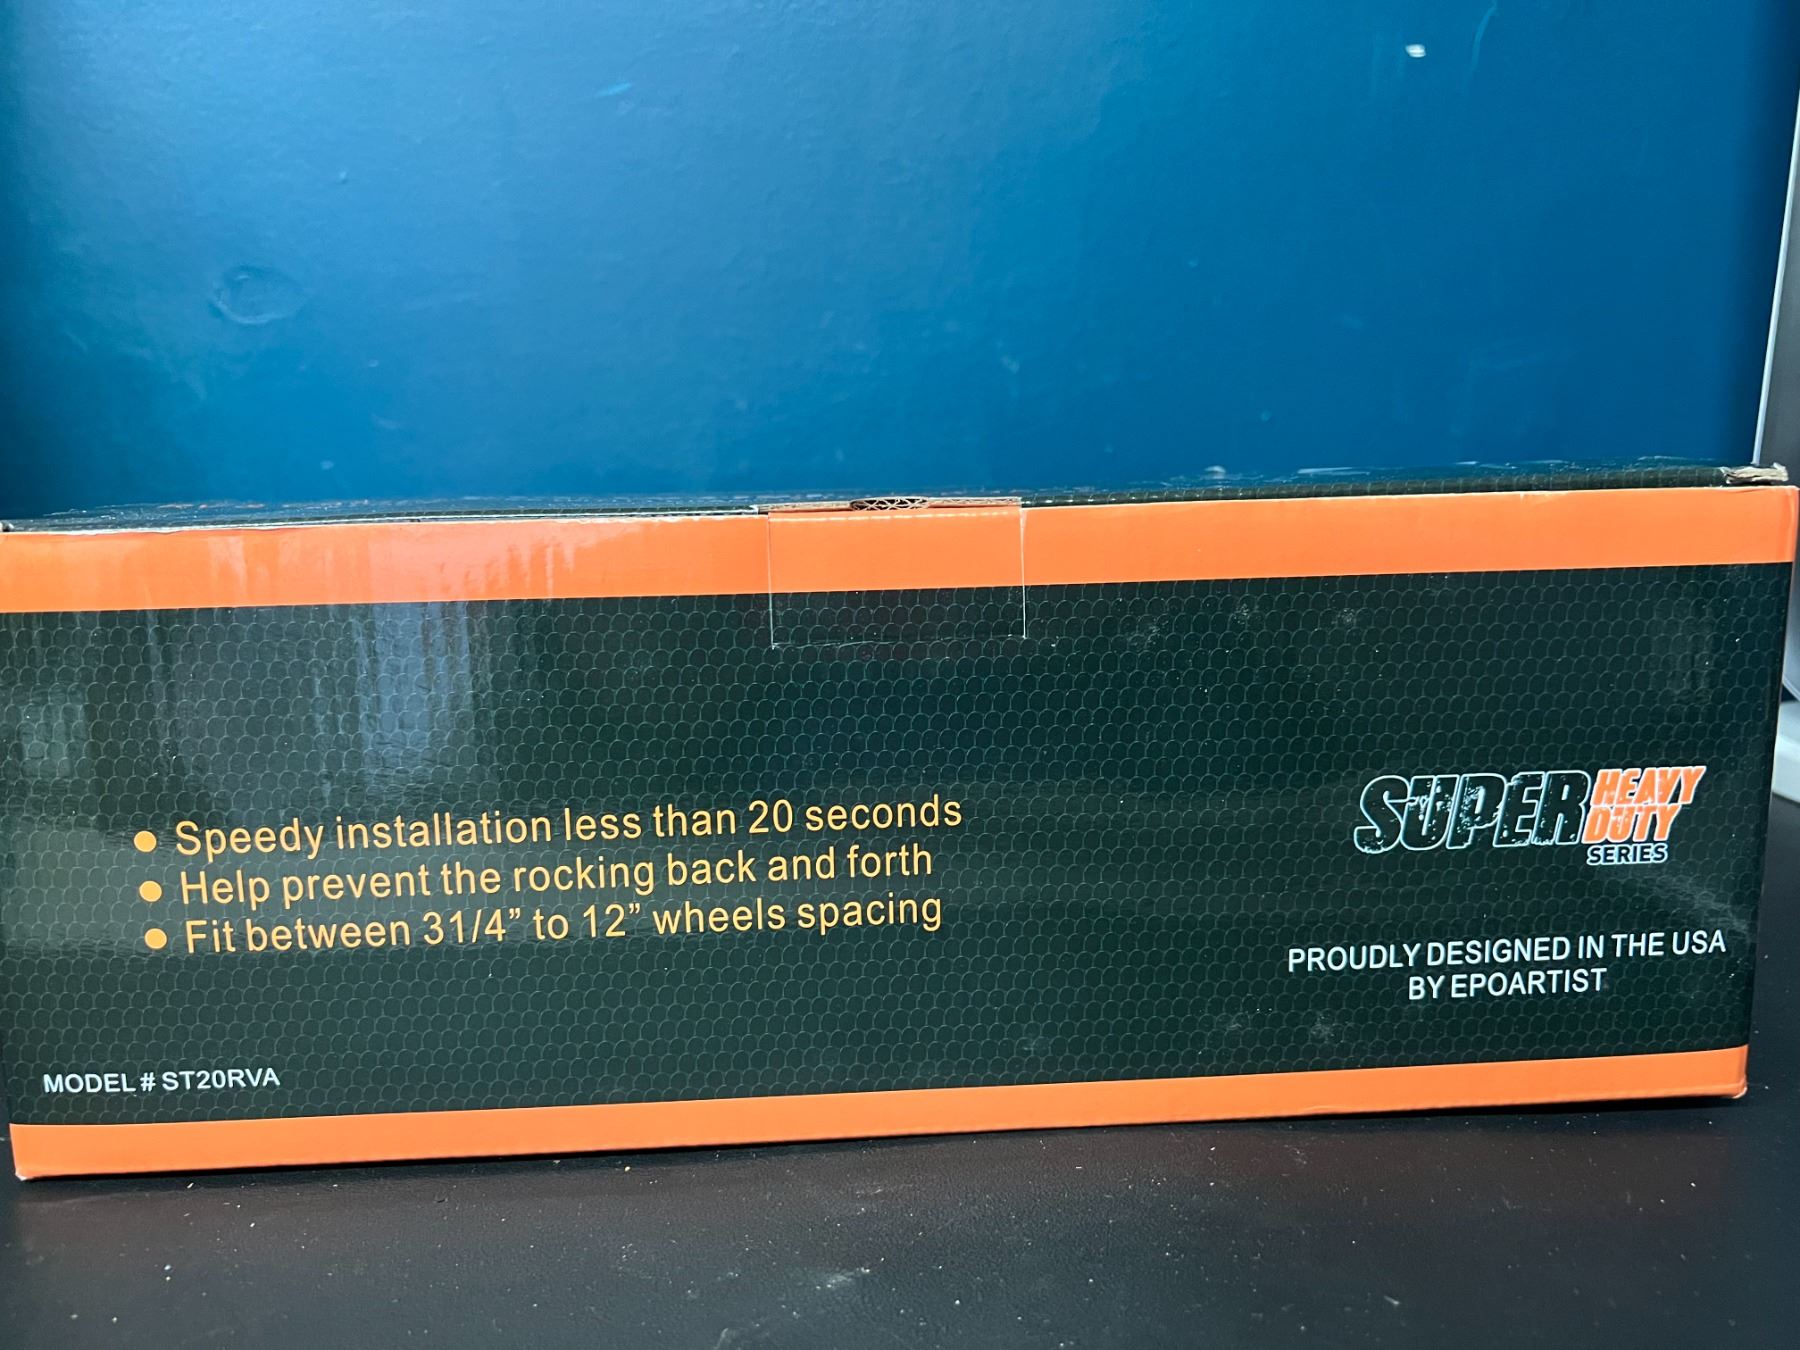 ● Speedy installation less than 20 seconds
● Help prevent the rocking back and forth
● Fit between 31/4” to 12” wheels spacing
SUPER HEAVY DUTY SERIES
PROUDLY DESIGNED IN THE USA
BY EPOARTIST
MODEL # ST20RVA